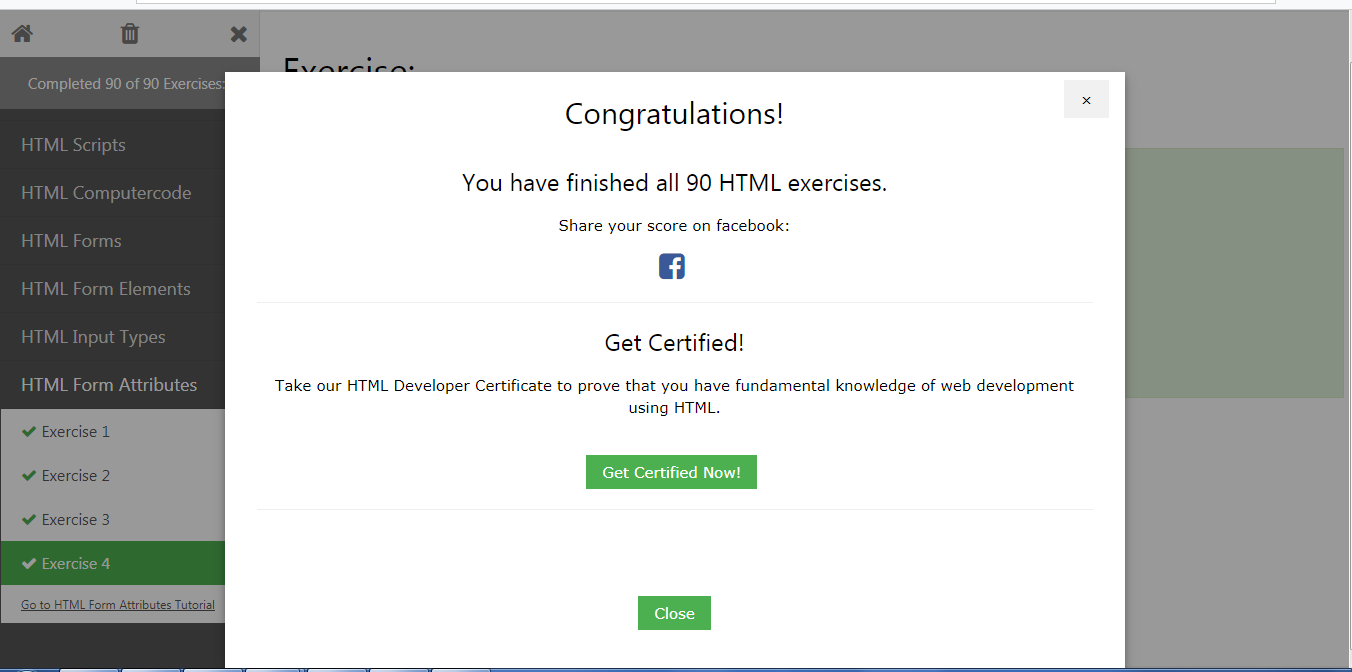 Exercise:
Completed 90 of 90 Exercises:
HTML Scripts
HTML Computercode
HTML Forms
HTML Form Elements
HTML Input Types
HTML Form Attributes
Exercise 1
Exercise 2
Exercise 3
Exercise 4
Go to HTML Form Attributes Tutorial
×
Congratulations!
You have finished all 90 HTML exercises.
Share your score on facebook:
Get Certified!
Take our HTML Developer Certificate to prove that you have fundamental knowledge of web development
using HTML.
Get Certified Now!
Close